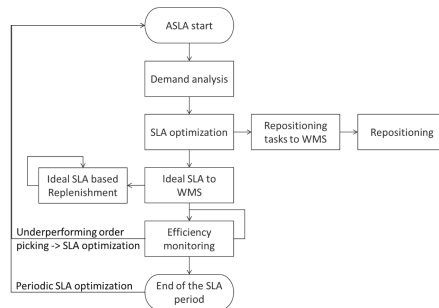 ASLA start
Demand analysis
SLA optimization
Repositioning
tasks to WMS
Repositioning
Ideal SLA based
Replenishment
Ideal SLA to
WMS
Underperforming order
picking -> SLA optimization
Efficiency
monitoring
Periodic SLA optimization
End of the SLA
period